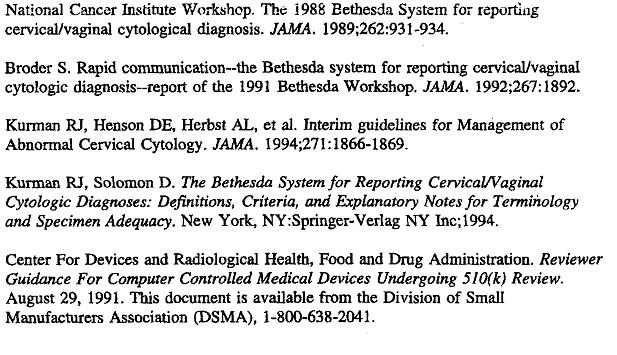 National Cancer Institute Workshop. The 1988 Bethesda System for reporting
cervical/vaginal cytological diagnosis. JAMA. 1989;262:931-934.
Broder S. Rapid communication--the Bethesda system for reporting cervical/vaginal
cytologic diagnosis--report of the 1991 Bethesda Workshop. JAMA. 1992;267:1892.
Kurman RJ, Henson DE, Herbst AL, et al. Interim guidelines for Management of
Abnormal Cervical Cytology. JAMA. 1994;271:1866-1869.
Kurman RJ, Solomon D. The Bethesda System for Reporting Cervical/Vaginal
Cytologic Diagnoses: Definitions, Criteria, and Explanatory Notes for Terminology
and Specimen Adequacy. New York, NY:Springer-Verlag NY Inc;1994.
Center For Devices and Radiological Health, Food and Drug Administration. Reviewer
Guidance For Computer Controlled Medical Devices Undergoing 510(k) Review.
August 29, 1991. This document is available from the Division of Small
Manufacturers Association (DSMA), 1-800-638-2041.